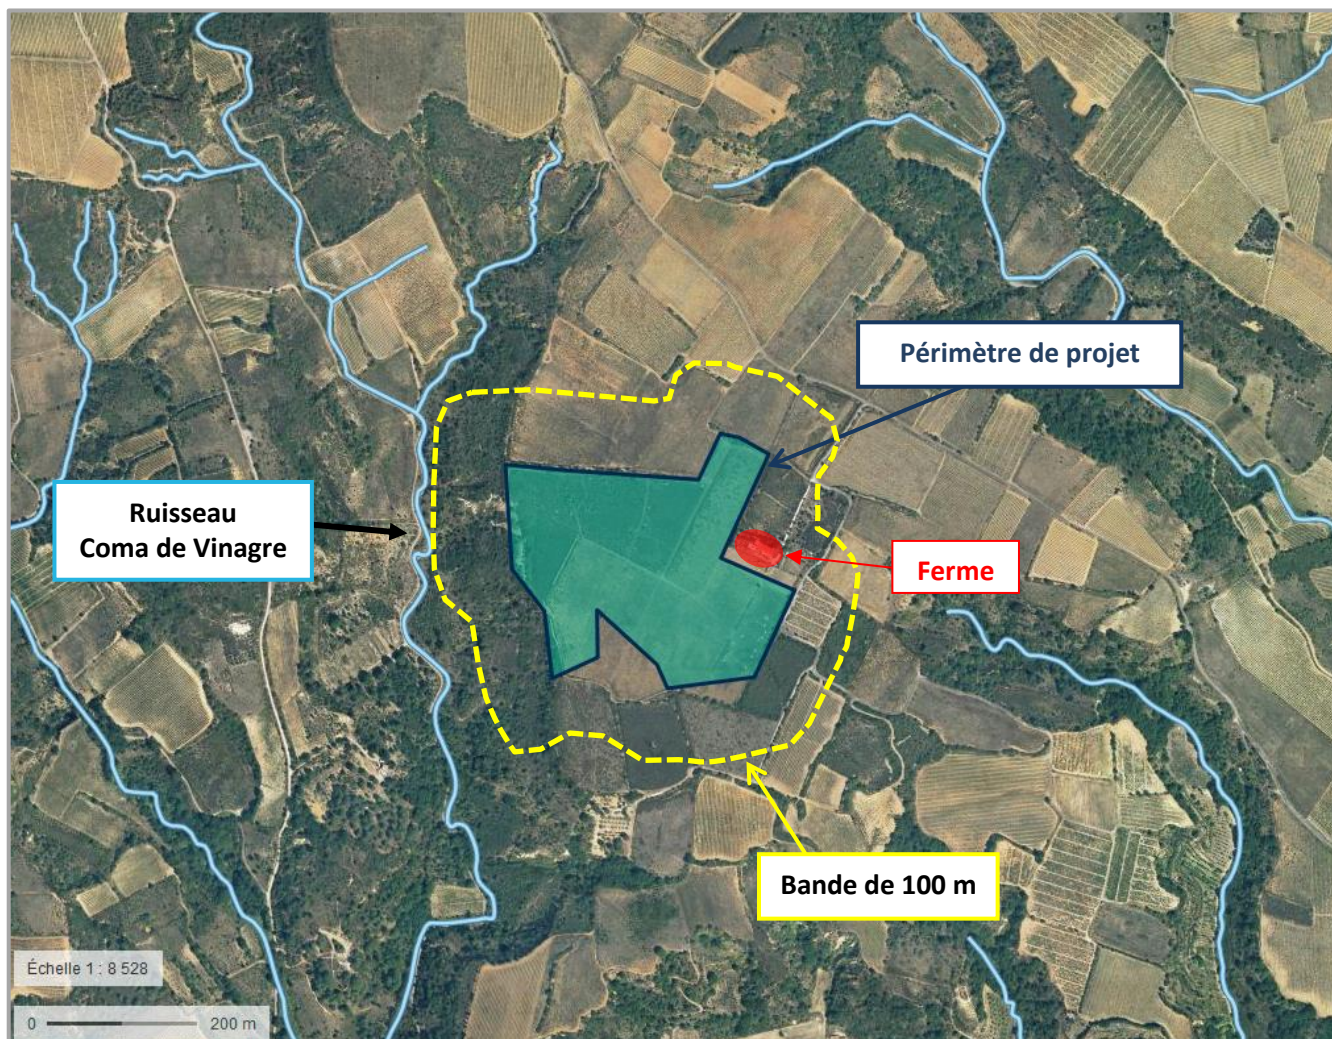 Périmètre de projet
Ruisseau
Coma de Vinagre
Ferme
Bande de 100 m
Échelle 1 : 8 528
0 200 m